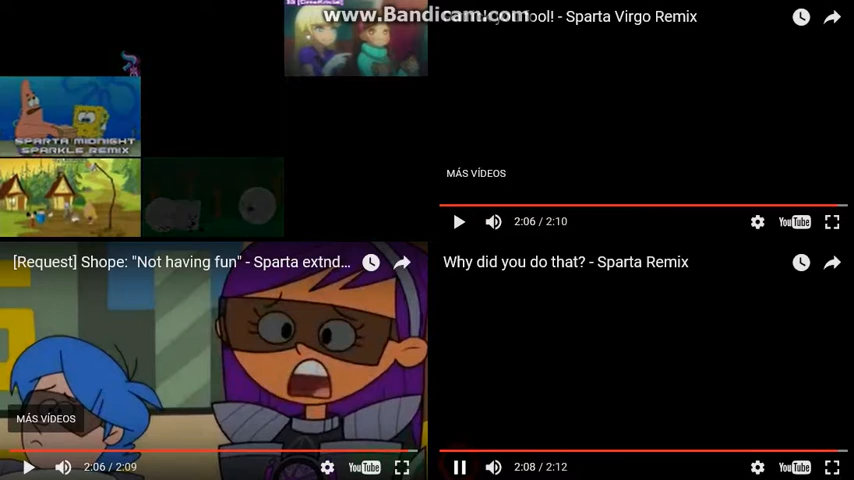 www.Bandicam.com
ool! - Sparta Virgo Remix
SPARTA MIDNIGHT
SPARKLE REMIX
MÁS VÍDEOS
2:06 / 2:10
YouTube
[Request] Shope: "Not having fun" - Sparta extnd...
Why did you do that? - Sparta Remix
MÁS VÍDEOS
2:06 / 2:09
YouTube
2:08 / 2:12
YouTube